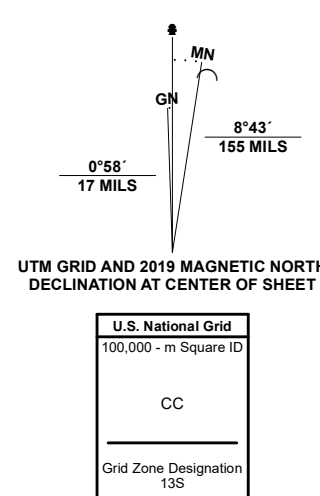 MN
GN
8°43´
155 MILS
0°58´
17 MILS
UTM GRID AND 2019 MAGNETIC NORTH
DECLINATION AT CENTER OF SHEET
U.S. National Grid
100,000 - m Square ID
CC
Grid Zone Designation
13S